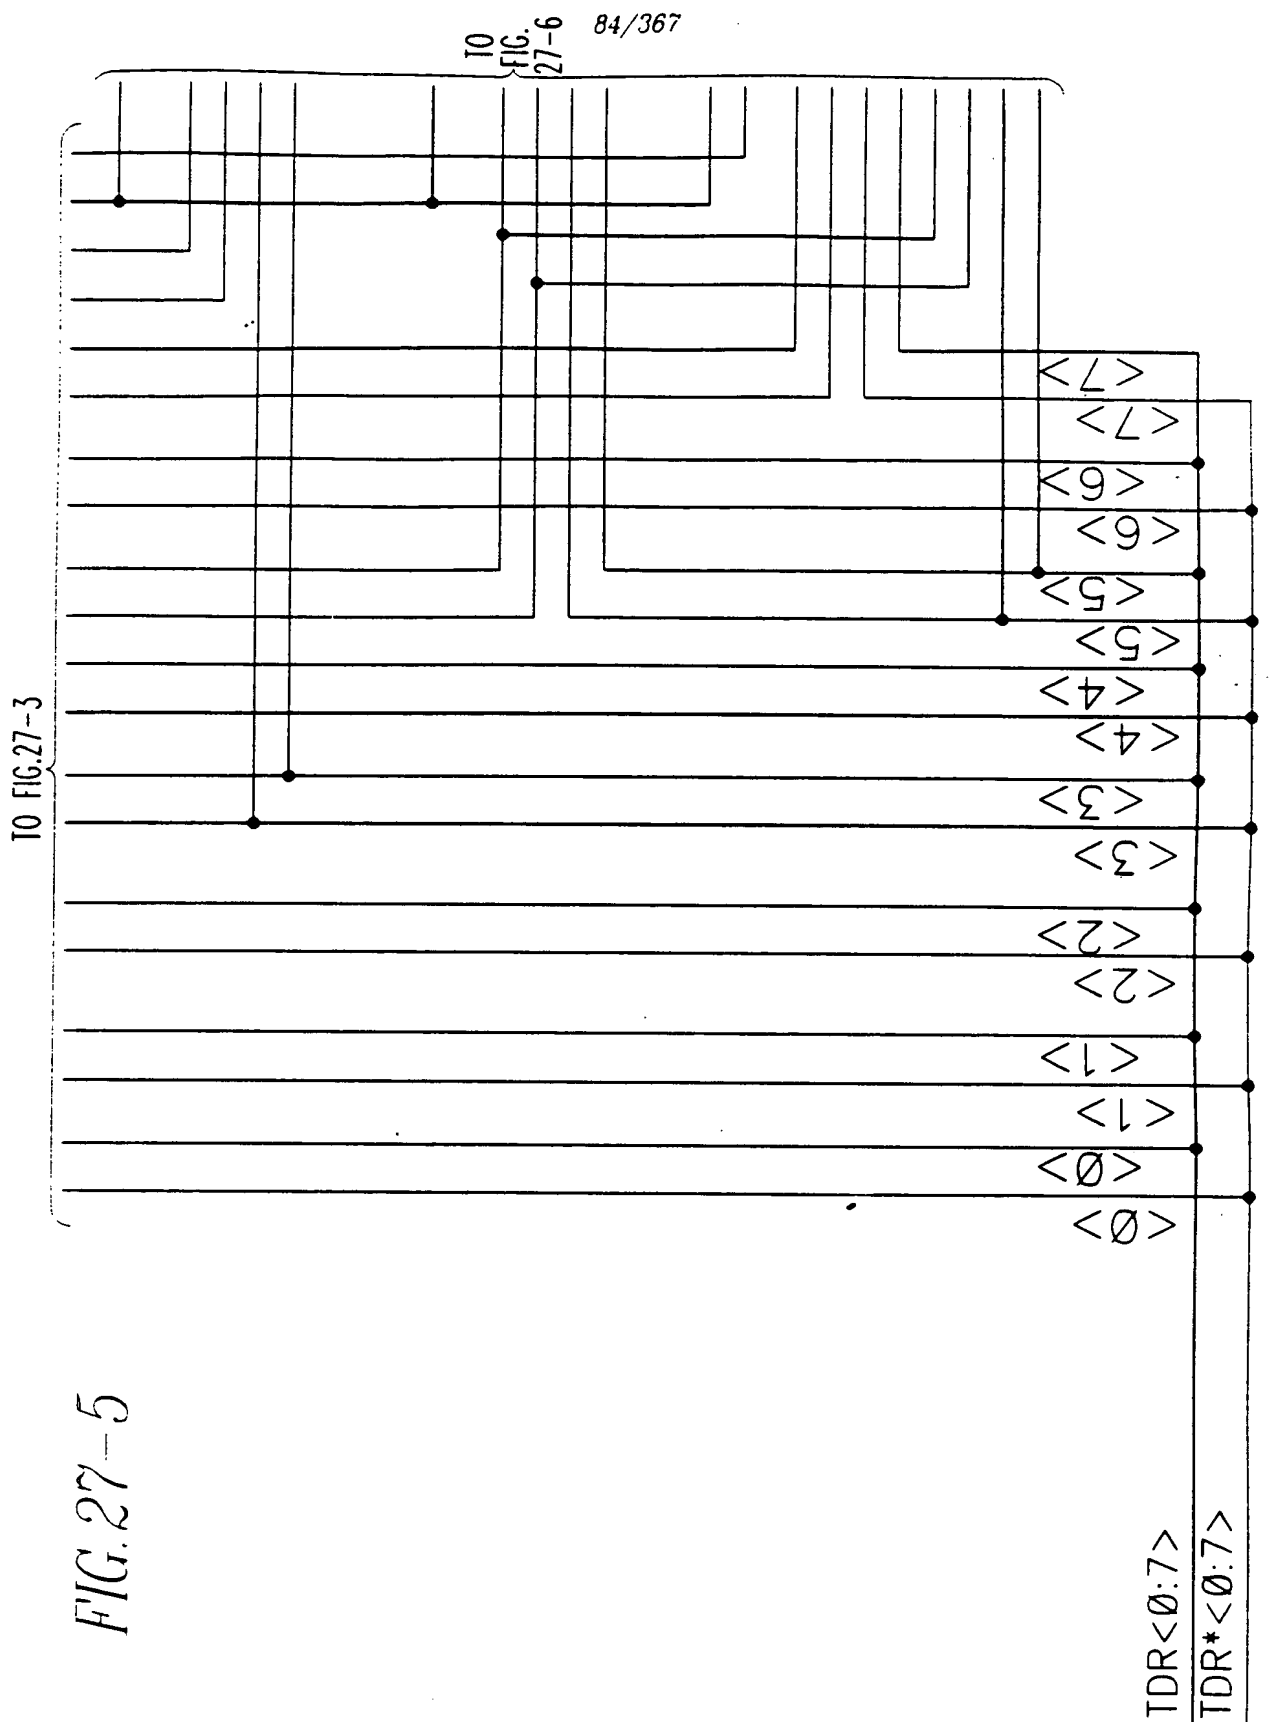 84/367
TO
FIG.
27-6
TO FIG.27-3
<7>
<7>
<6>
<6>
<5>
<5>
<4>
<4>
<3>
<3>
<2>
<2>
<1>
<1>
<Ø>
<Ø>
FIG. 27-5
TDR<Ø:7>
TDR*<Ø:7>